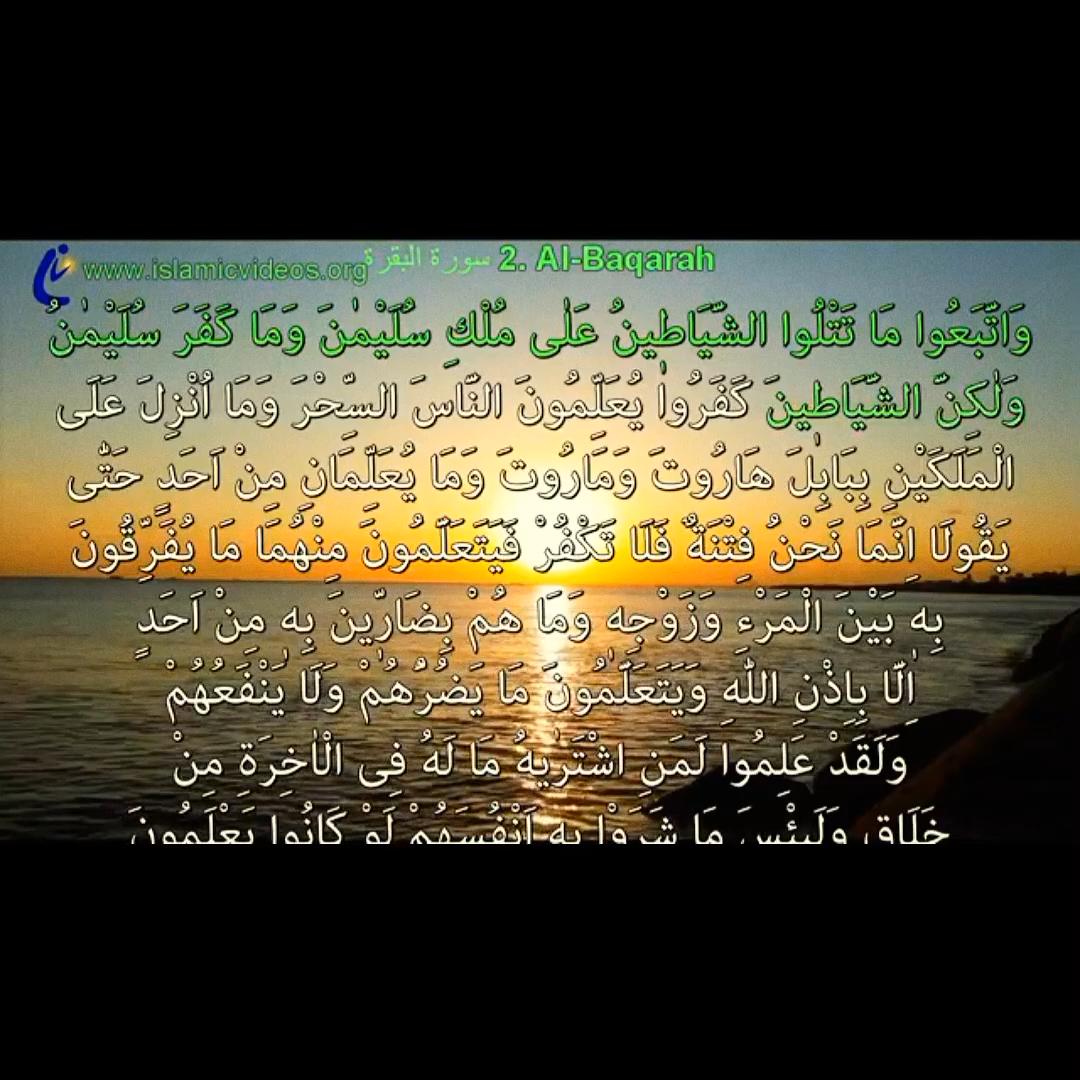 www.islamicvideos.org سورة البقرة 2. Al-Baqarah
وَاتَّبَعُوا مَا تَتْلُوا الشَّيَاطِينُ عَلٰى مُلْكِ سُلَيْمٰنَ وَمَا كَفَرَ سُلَيْمٰنُ
وَلٰكِنَّ الشَّيَاطِينَ كَفَرُوا يُعَلِّمُونَ النَّاسَ السِّحْرَ وَمَا اُنْزِلَ عَلَى
الْمَلَكَيْنِ بِبَابِلَ هَارُوتَ وَمَارُوتَ وَمَا يُعَلِّمَانِ مِنْ اَحَدٍ حَتّٰى
يَقُولَا اِنَّمَا نَحْنُ فِتْنَةٌ فَلَا تَكْفُرْ فَيَتَعَلَّمُونَ مِنْهُمَا مَا يُفَرِّقُونَ
بِه۪ بَيْنَ الْمَرْءِ وَزَوْجِه۪ وَمَا هُمْ بِضَارّ۪ينَ بِه۪ مِنْ اَحَدٍ
اِلَّا بِاِذْنِ اللّٰهِ وَيَتَعَلَّمُونَ مَا يَضُرُّهُمْ وَلَا يَنْفَعُهُمْ
وَلَقَدْ عَلِمُوا لَمَنِ اشْتَرٰيهُ مَا لَهُ فِى الْاٰخِرَةِ مِنْ
خَلَاقٍ وَلَبِئْسَ مَا شَرَوْا بِه۪ اَنْفُسَهُمْ لَوْ كَانُوا يَعْلَمُونَ